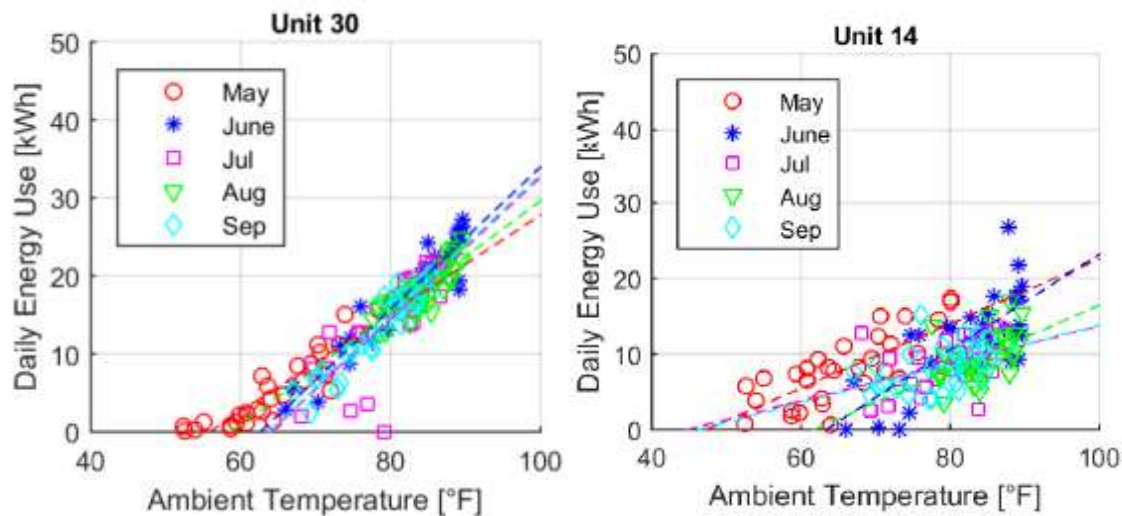 Unit 30
50
40
30
20
10
0
Daily Energy Use [kWh]
May
June
Jul
Aug
Sep
40
60
80
100
Ambient Temperature [°F]
Unit 14
50
40
30
20
10
0
Daily Energy Use [kWh]
May
June
Jul
Aug
Sep
40
60
80
100
Ambient Temperature [°F]